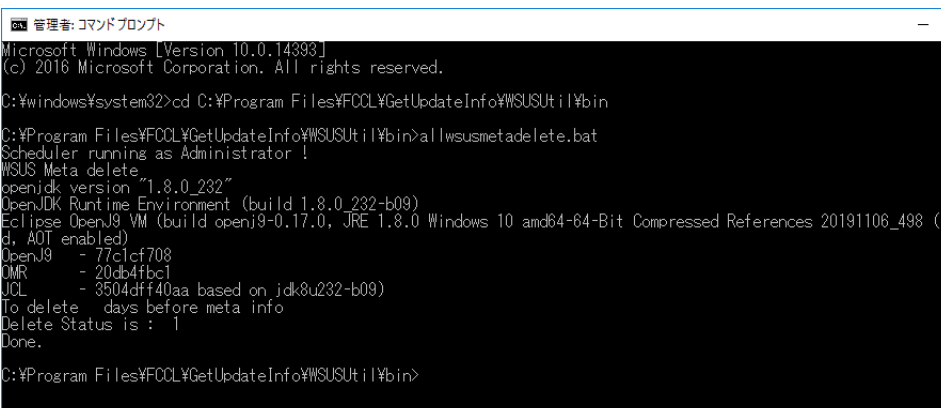 管理者: コマンド プロンプト
Microsoft Windows [Version 10.0.14393]
(c) 2016 Microsoft Corporation. All rights reserved.
C:¥windows¥system32>cd C:¥Program Files¥FCCL¥GetUpdateInfo¥WSUSUtil¥bin
C:¥Program Files¥FCCL¥GetUpdateInfo¥WSUSUtil¥bin>allwsusmetadelete.bat
Scheduler running as Administrator !
WSUS Meta delete
openjdk version "1.8.0_232"
OpenJDK Runtime Environment (build 1.8.0_232-b09)
Eclipse OpenJ9 VM (build openj9-0.17.0, JRE 1.8.0 Windows 10 amd64-64-Bit Compressed References 20191106_498 (
d, AOT enabled)
OpenJ9   - 77c1cf708
OMR      - 20db4fbc1
JCL      - 3504dff40aa based on jdk8u232-b09)
To delete   days before meta info
Delete Status is :  1
Done.
C:¥Program Files¥FCCL¥GetUpdateInfo¥WSUSUtil¥bin>